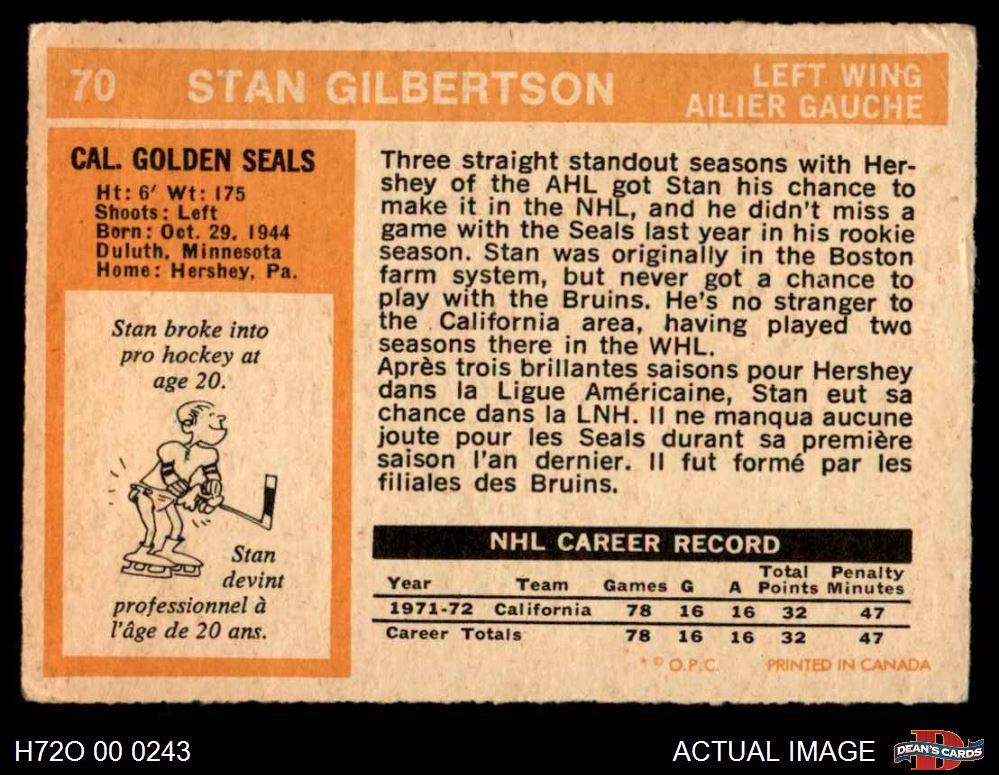 70 STAN GILBERTSON
LEFT WING
AILIER GAUCHE
CAL. GOLDEN SEALS
Ht: 6' Wt: 175
Shoots: Left
Born: Oct. 29, 1944
Duluth, Minnesota
Home: Hershey, Pa.
Stan broke into
pro hockey at
age 20.
Stan
devint
professionnel à
l'âge de 20 ans.
Three straight standout seasons with Her-
shey of the AHL got Stan his chance to
make it in the NHL, and he didn't miss a
game with the Seals last year in his rookie
season. Stan was originally in the Boston
farm system, but never got a chance to
play with the Bruins. He's no stranger to
the California area, having played two
seasons there in the WHL.
Après trois brillantes saisons pour Hershey
dans la Ligue Américaine, Stan eut sa
chance dans la LNH. Il ne manqua aucune
joute pour les Seals durant sa première
saison l'an dernier. Il fut formé par les
filiales des Bruins.
NHL CAREER RECORD
Year Team Games G A Total Points Penalty Minutes
1971-72 California 78 16 16 32 47
Career Totals 78 16 16 32 47
* © O.P.C. PRINTED IN CANADA
H72O 00 0243
ACTUAL IMAGE
D
DEAN'S CARDS